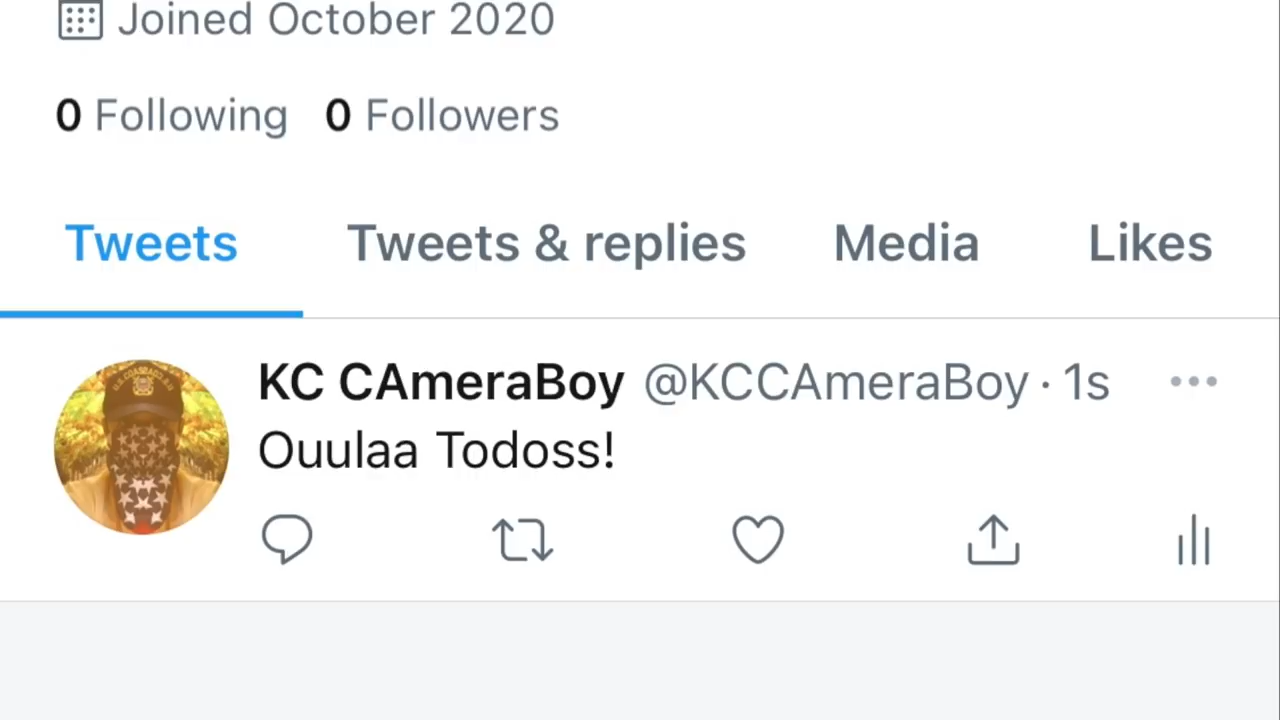 Joined October 2020
0 Following 0 Followers
Tweets Tweets & replies Media Likes
KC CAmeraBoy @KCCAmeraBoy · 1s
Ouulaa Todoss!